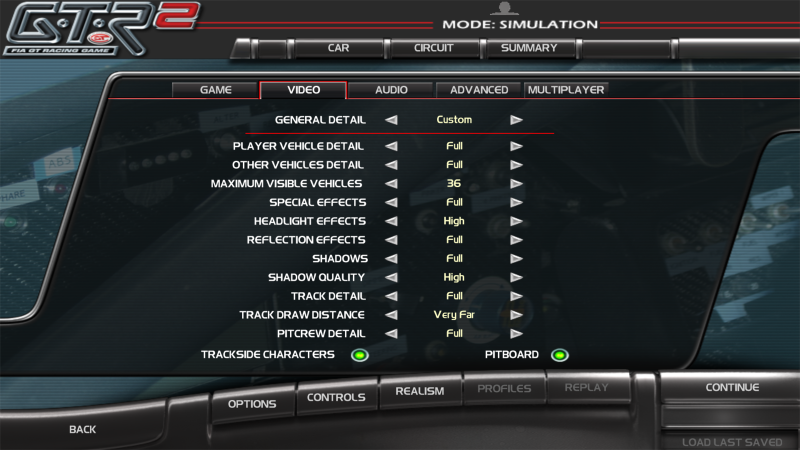 GTR2
FIA GT RACING GAME
MODE: SIMULATION
CAR CIRCUIT SUMMARY
GAME VIDEO AUDIO ADVANCED MULTIPLAYER
GENERAL DETAIL Custom
PLAYER VEHICLE DETAIL Full
OTHER VEHICLES DETAIL Full
MAXIMUM VISIBLE VEHICLES 36
SPECIAL EFFECTS Full
HEADLIGHT EFFECTS High
REFLECTION EFFECTS Full
SHADOWS Full
SHADOW QUALITY High
TRACK DETAIL Full
TRACK DRAW DISTANCE Very Far
PITCREW DETAIL Full
TRACKSIDE CHARACTERS PITBOARD
ABS
BACK OPTIONS CONTROLS REALISM PROFILES REPLAY CONTINUE
LOAD LAST SAVED